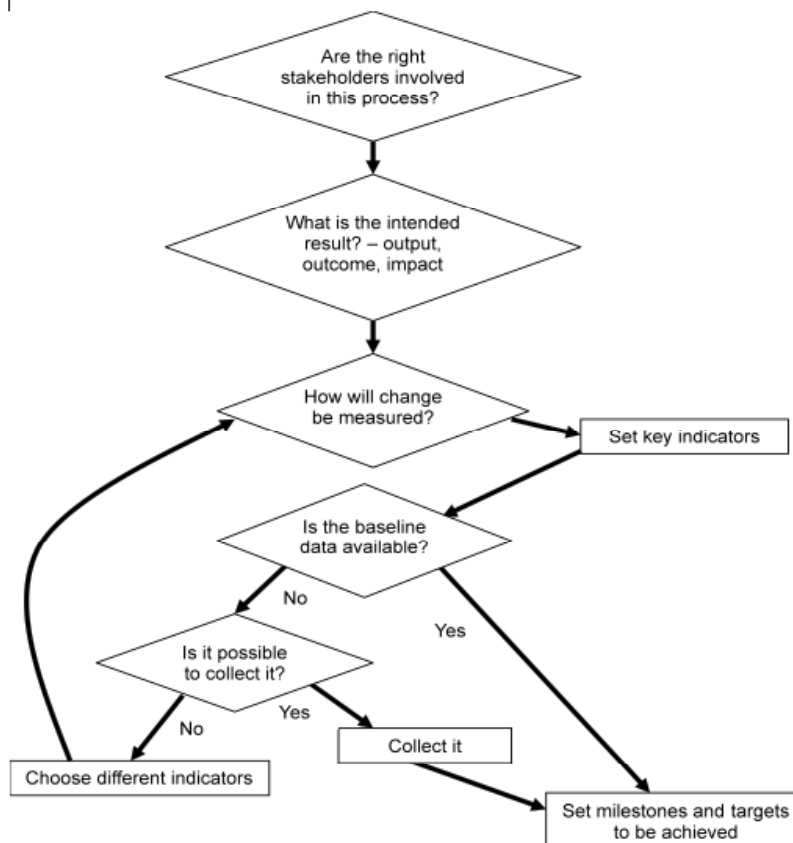 Are the right
stakeholders involved
in this process?
What is the intended
result? – output,
outcome, impact
How will change
be measured?
Set key indicators
Is the baseline
data available?
No
Yes
Is it possible
to collect it?
No
Yes
Collect it
Choose different indicators
Set milestones and targets
to be achieved